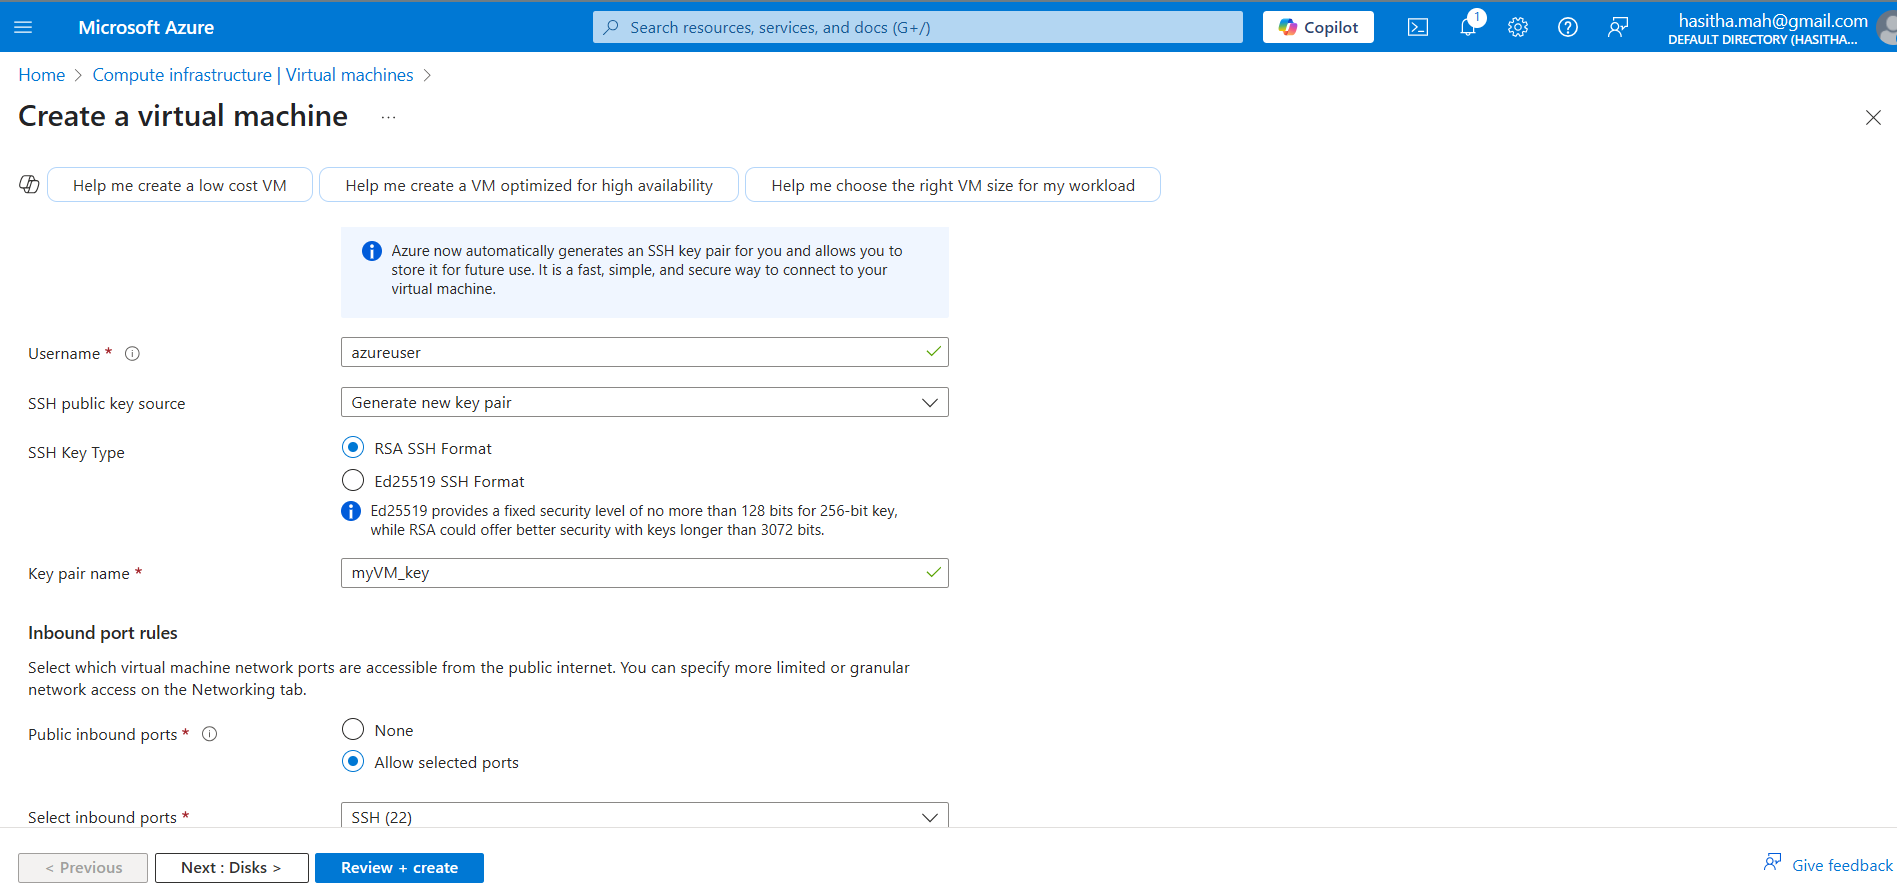 Microsoft Azure
Search resources, services, and docs (G+/)
Copilot
1
hasitha.mah@gmail.com
DEFAULT DIRECTORY (HASITHA...
Home > Compute infrastructure | Virtual machines >
Create a virtual machine ...
Help me create a low cost VM
Help me create a VM optimized for high availability
Help me choose the right VM size for my workload
Azure now automatically generates an SSH key pair for you and allows you to
store it for future use. It is a fast, simple, and secure way to connect to your
virtual machine.
Username *
azureuser
SSH public key source
Generate new key pair
SSH Key Type
RSA SSH Format
Ed25519 SSH Format
Ed25519 provides a fixed security level of no more than 128 bits for 256-bit key,
while RSA could offer better security with keys longer than 3072 bits.
Key pair name *
myVM_key
Inbound port rules
Select which virtual machine network ports are accessible from the public internet. You can specify more limited or granular
network access on the Networking tab.
Public inbound ports *
None
Allow selected ports
Select inbound ports *
SSH (22)
< Previous
Next : Disks >
Review + create
Give feedback